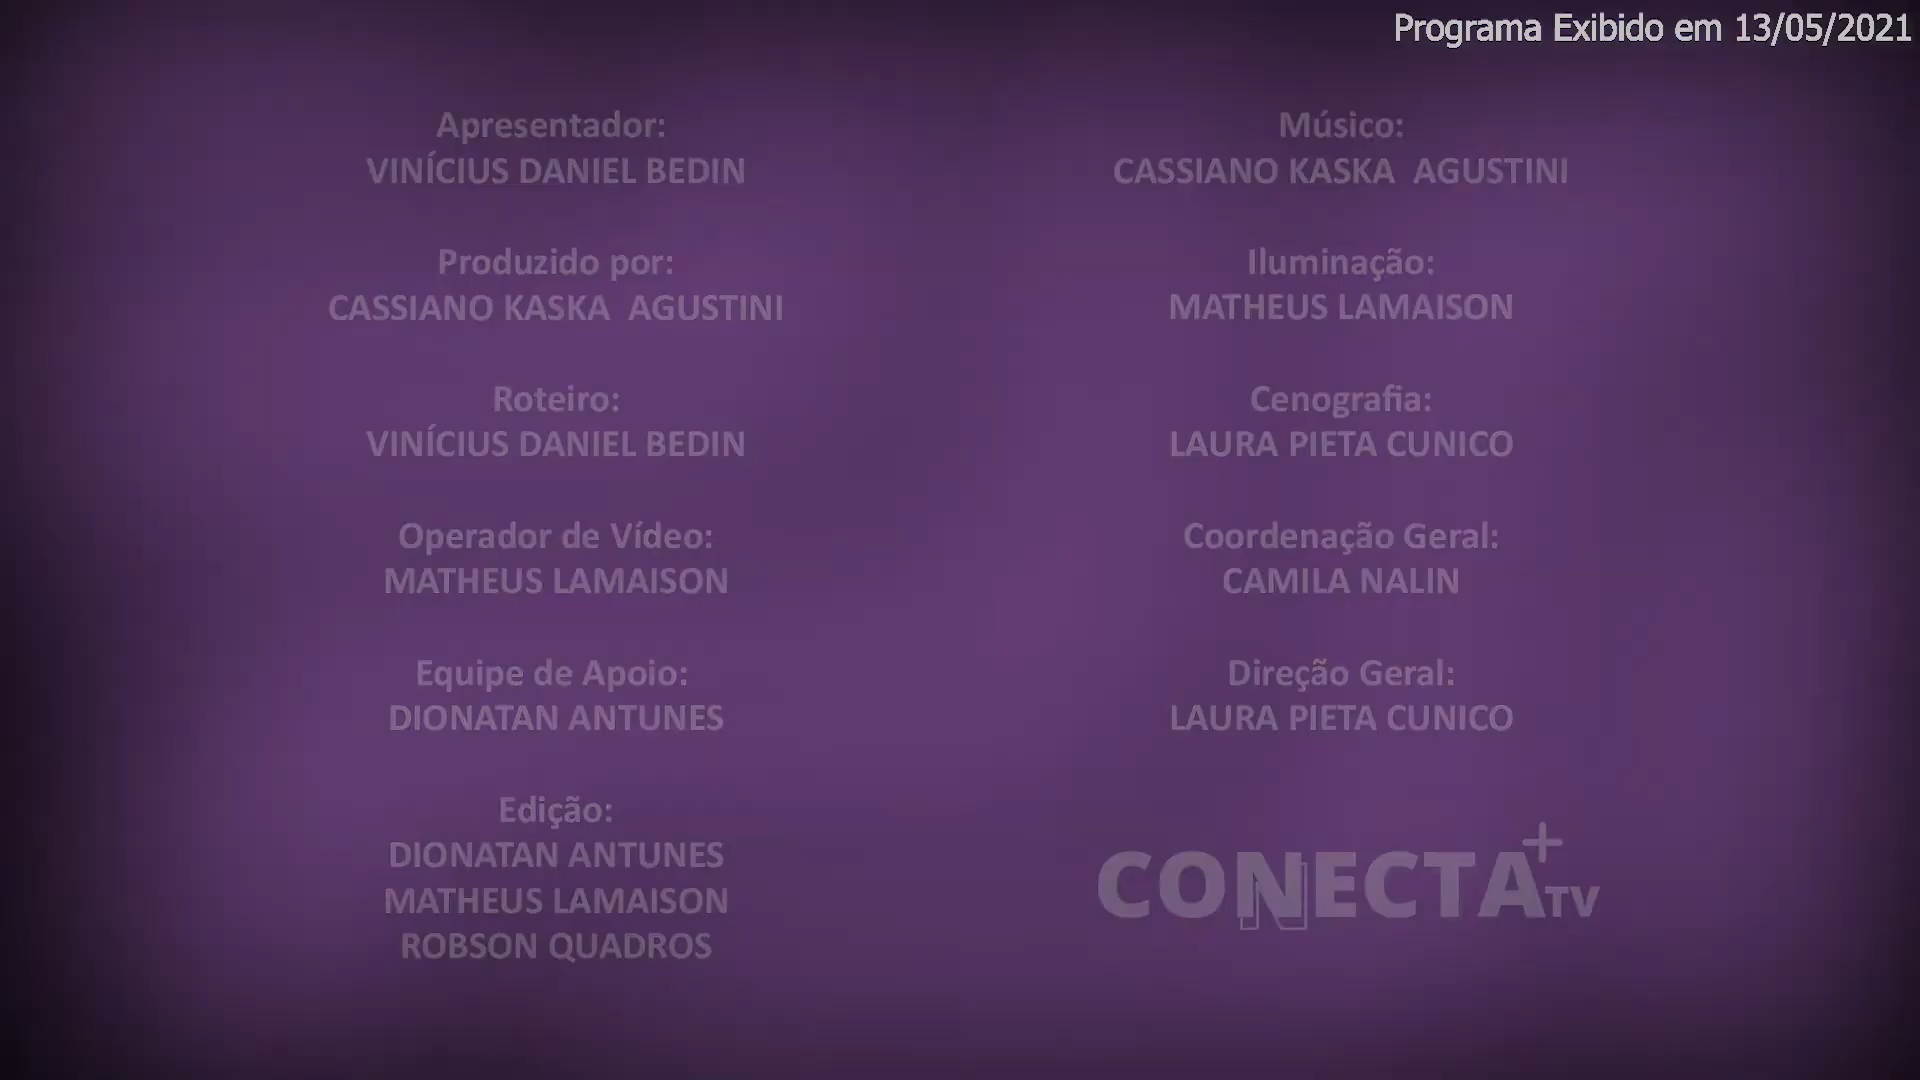 Programa Exibido em 13/05/2021
Apresentador:
VINÍCIUS DANIEL BEDIN
Produzido por:
CASSIANO KASKA  AGUSTINI
Roteiro:
VINÍCIUS DANIEL BEDIN
Operador de Vídeo:
MATHEUS LAMAISON
Equipe de Apoio:
DIONATAN ANTUNES
Edição:
DIONATAN ANTUNES
MATHEUS LAMAISON
ROBSON QUADROS
Músico:
CASSIANO KASKA  AGUSTINI
Iluminação:
MATHEUS LAMAISON
Cenografia:
LAURA PIETA CUNICO
Coordenação Geral:
CAMILA NALIN
Direção Geral:
LAURA PIETA CUNICO
CONECTA+TV